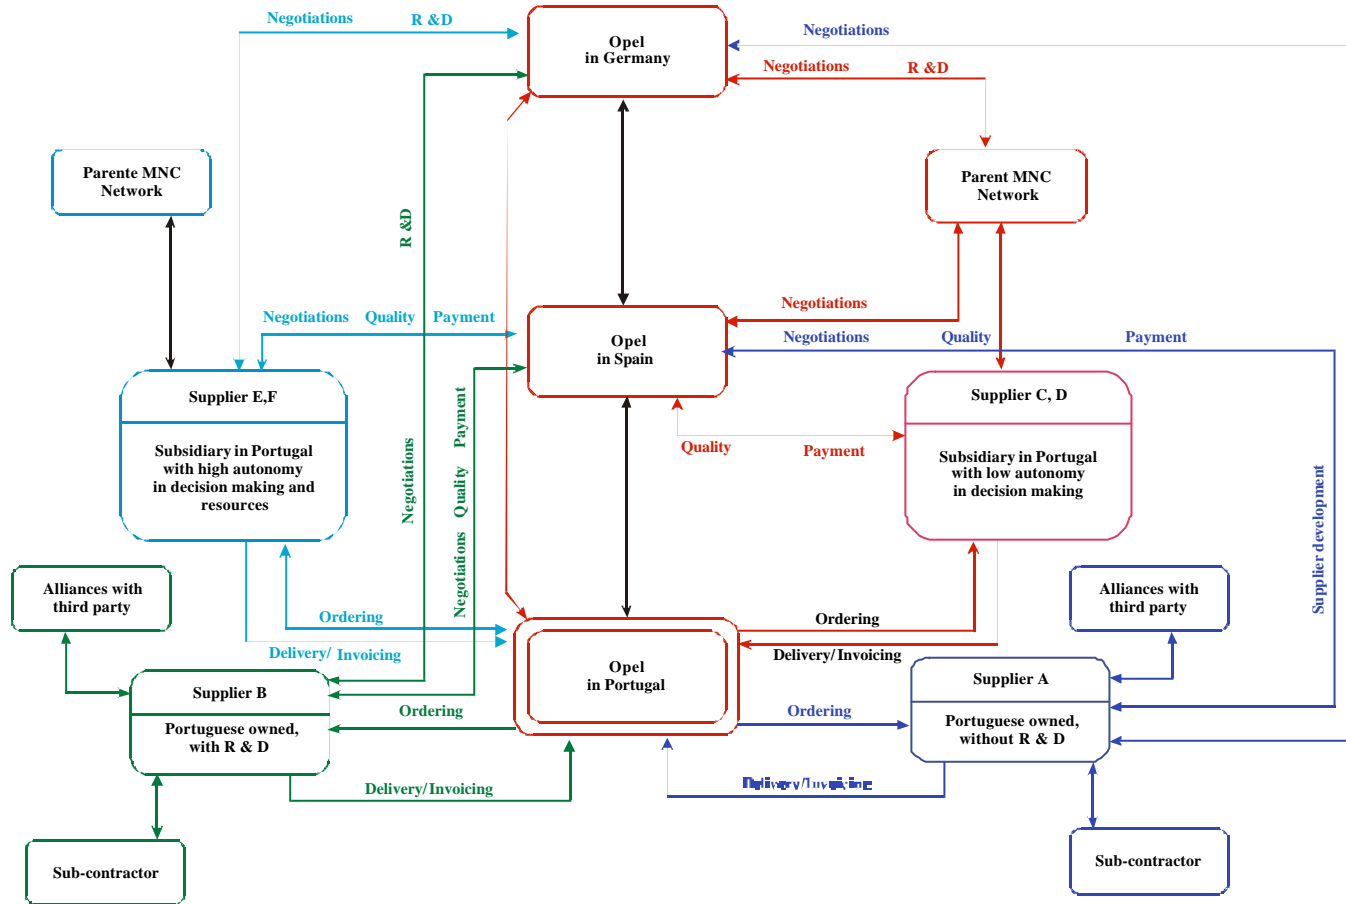 Negotiations R &D
Opel
in Germany
Negotiations
Negotiations R &D
Parente MNC
Network
Parent MNC
Network
R &D
Negotiations
Negotiations Quality Payment
Opel
in Spain
Negotiations
Negotiations Quality Payment
Supplier E,F
Subsidiary in Portugal
with high autonomy
in decision making and
resources
Negotiations Quality Payment
Quality Payment
Supplier C, D
Subsidiary in Portugal
with low autonomy
in decision making
Supplier development
Alliances with
third party
Ordering
Delivery/ Invoicing
Ordering
Delivery/Invoicing
Alliances with
third party
Opel
in Portugal
Supplier B
Portuguese owned,
with R & D
Ordering
Delivery/Invoicing
Ordering
Delivery/Invoicing
Supplier A
Portuguese owned,
without R & D
Sub-contractor
Sub-contractor